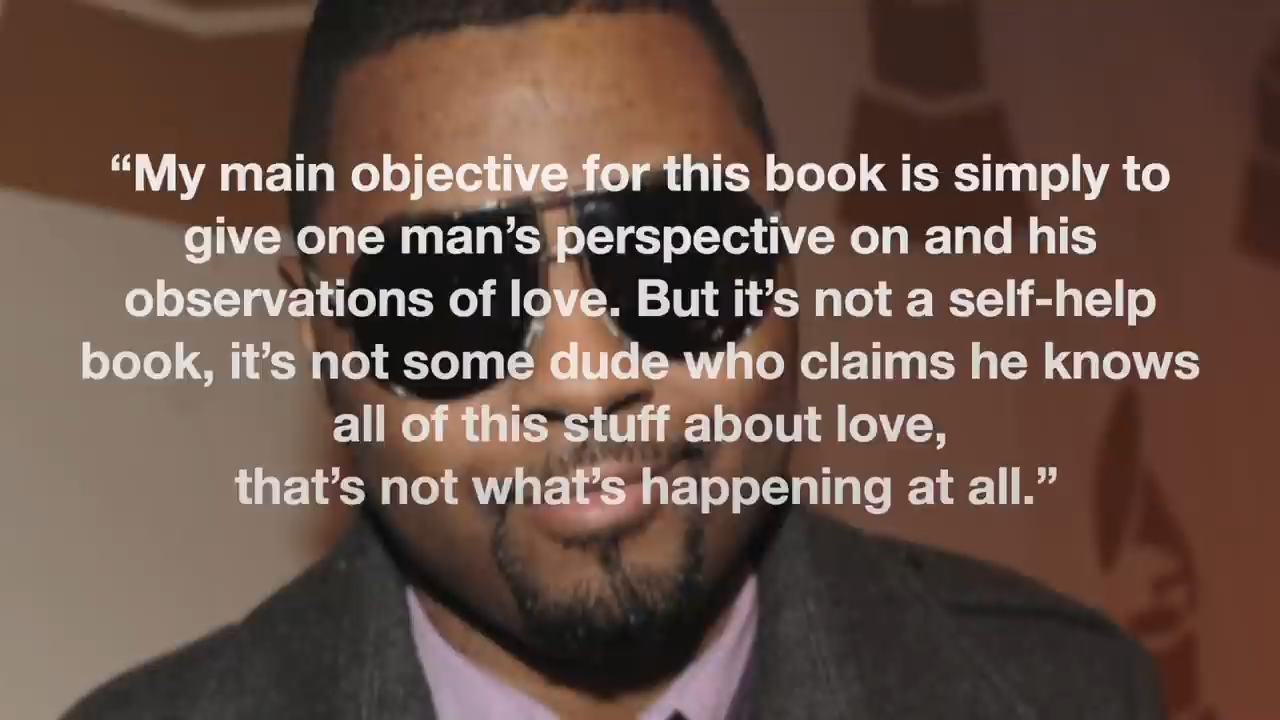 “My main objective for this book is simply to
give one man’s perspective on and his
observations of love. But it’s not a self-help
book, it’s not some dude who claims he knows
all of this stuff about love,
that’s not what’s happening at all.”